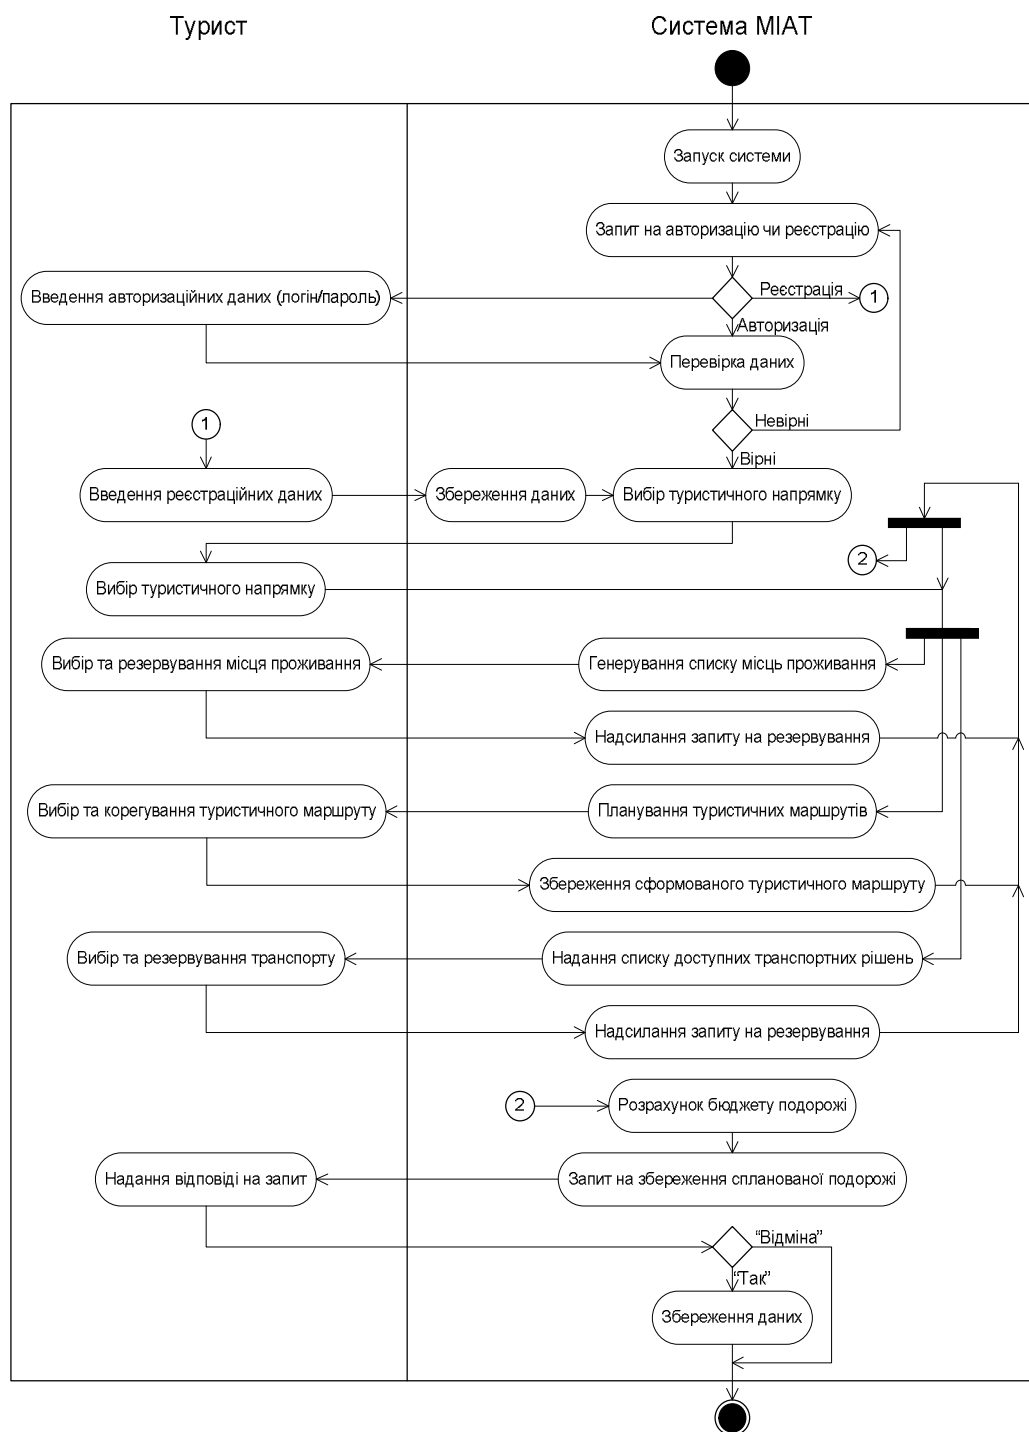 Турист
Система МІАТ
Запуск системи
Запит на авторизацію чи реєстрацію
Введення авторизаційних даних (логін/пароль)
Реєстрація
1
Авторизація
Перевірка даних
1
Невірні
Вірні
Введення реєстраційних даних
Збереження даних
Вибір туристичного напрямку
2
Вибір туристичного напрямку
Вибір та резервування місця проживання
Генерування списку місць проживання
Надсилання запиту на резервування
Вибір та корегування туристичного маршруту
Планування туристичних маршрутів
Збереження сформованого туристичного маршруту
Вибір та резервування транспорту
Надання списку доступних транспортних рішень
Надсилання запиту на резервування
2
Розрахунок бюджету подорожі
Надання відповіді на запит
Запит на збереження спланованої подорожі
“Відміна”
“Так”
Збереження даних